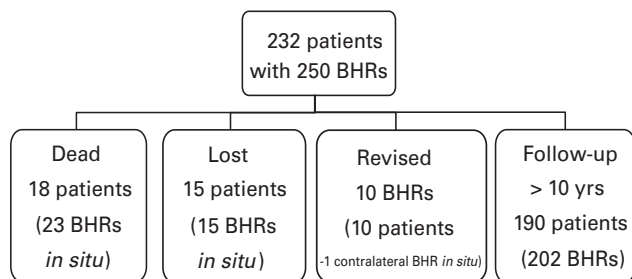 232 patients
with 250 BHRs
Dead
18 patients
(23 BHRs
in situ)
Lost
15 patients
(15 BHRs
in situ)
Revised
10 BHRs
(10 patients
-1 contralateral BHR in situ)
Follow-up
> 10 yrs
190 patients
(202 BHRs)